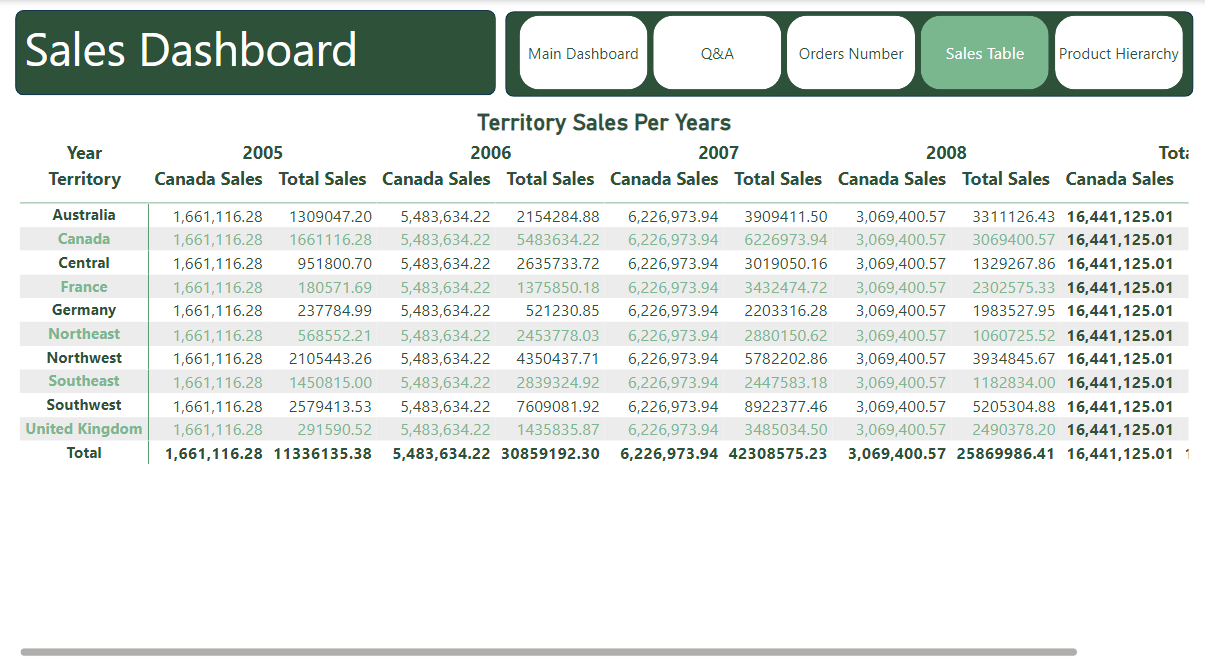 Sales Dashboard
Main Dashboard Q&A Orders Number Sales Table Product Hierarchy
Territory Sales Per Years
Year 2005 2006 2007 2008 Tota
Territory Canada Sales Total Sales Canada Sales Total Sales Canada Sales Total Sales Canada Sales Total Sales Canada Sales
Australia 1,661,116.28 1309047.20 5,483,634.22 2154284.88 6,226,973.94 3909411.50 3,069,400.57 3311126.43 16,441,125.01
Canada 1,661,116.28 1661116.28 5,483,634.22 5483634.22 6,226,973.94 6226973.94 3,069,400.57 3069400.57 16,441,125.01
Central 1,661,116.28 951800.70 5,483,634.22 2635733.72 6,226,973.94 3019050.16 3,069,400.57 1329267.86 16,441,125.01
France 1,661,116.28 180571.69 5,483,634.22 1375850.18 6,226,973.94 3432474.72 3,069,400.57 2302575.33 16,441,125.01
Germany 1,661,116.28 237784.99 5,483,634.22 521230.85 6,226,973.94 2203316.28 3,069,400.57 1983527.95 16,441,125.01
Northeast 1,661,116.28 568552.21 5,483,634.22 2453778.03 6,226,973.94 2880150.62 3,069,400.57 1060725.52 16,441,125.01
Northwest 1,661,116.28 2105443.26 5,483,634.22 4350437.71 6,226,973.94 5782202.86 3,069,400.57 3934845.67 16,441,125.01
Southeast 1,661,116.28 1450815.00 5,483,634.22 2839324.92 6,226,973.94 2447583.18 3,069,400.57 1182834.00 16,441,125.01
Southwest 1,661,116.28 2579413.53 5,483,634.22 7609081.92 6,226,973.94 8922377.46 3,069,400.57 5205304.88 16,441,125.01
United Kingdom 1,661,116.28 291590.52 5,483,634.22 1435835.87 6,226,973.94 3485034.50 3,069,400.57 2490378.20 16,441,125.01
Total 1,661,116.28 11336135.38 5,483,634.22 30859192.30 6,226,973.94 42308575.23 3,069,400.57 25869986.41 16,441,125.01